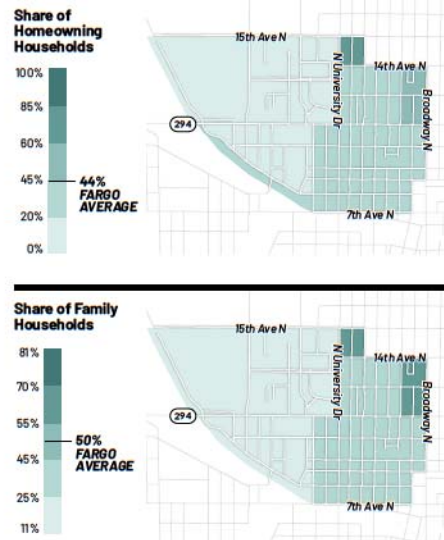 Share of
Homeowning
Households
100%
85%
60%
45%
44%
FARGO
AVERAGE
20%
0%
15th Ave N
N University Dr
14th Ave N
Broadway N
294
7th Ave N
Share of Family
Households
81%
70%
55%
50%
FARGO
AVERAGE
45%
25%
11%
15th Ave N
N University Dr
14th Ave N
Broadway N
294
7th Ave N